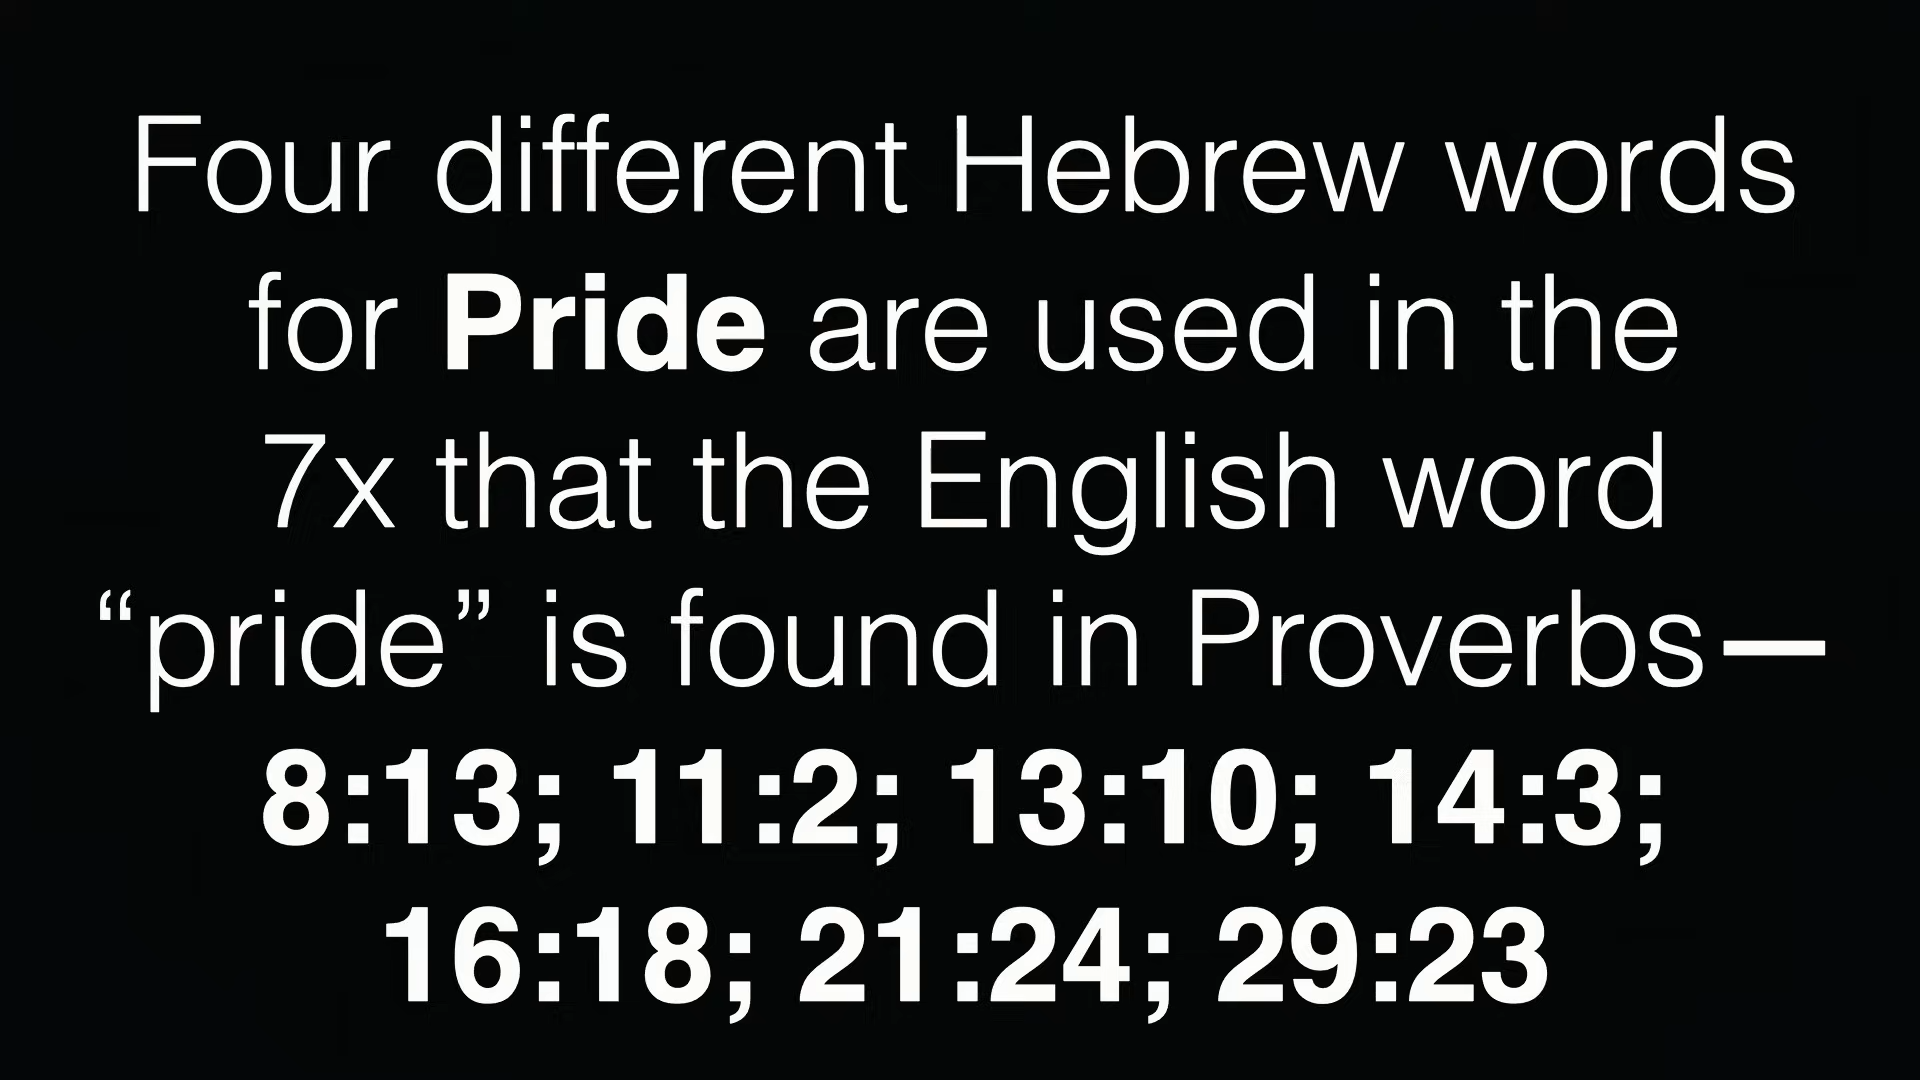 Four different Hebrew words
for Pride are used in the
7x that the English word
“pride” is found in Proverbs—
8:13; 11:2; 13:10; 14:3;
16:18; 21:24; 29:23